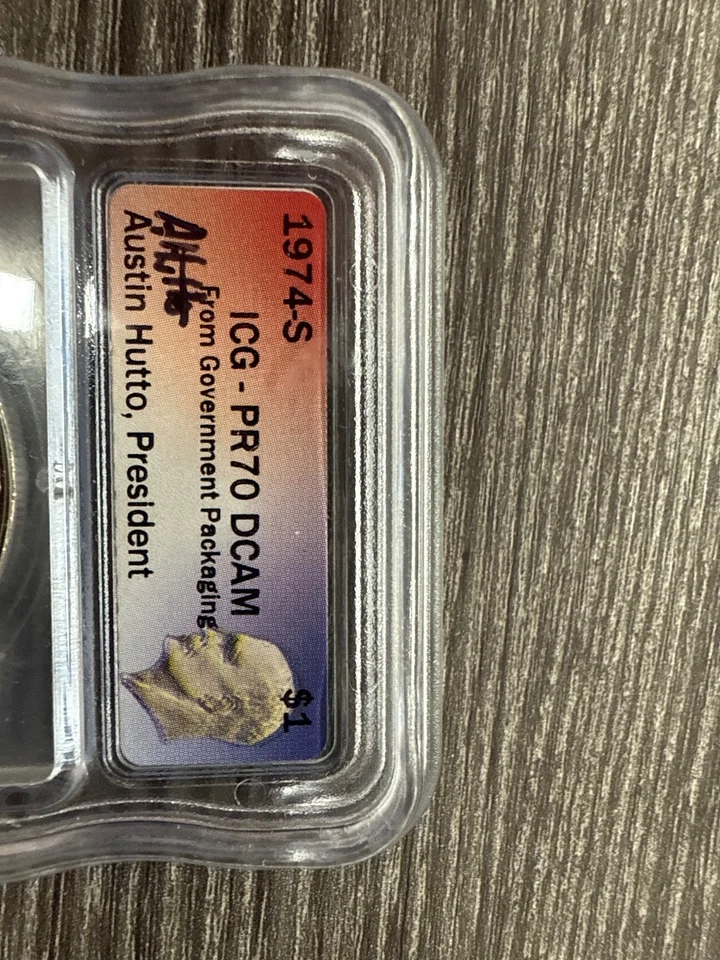 1974-S $1
ICG - PR70 DCAM
From Government Packaging
Austin Hutto, President